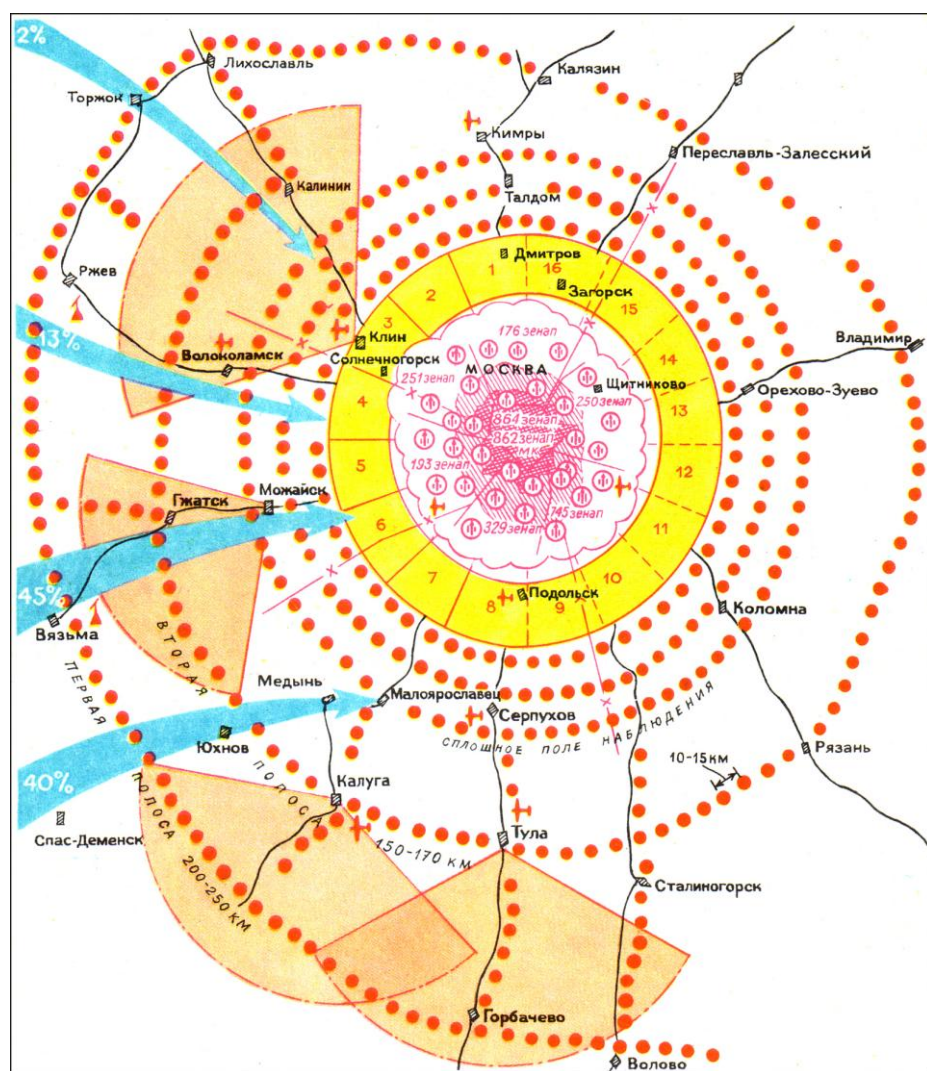 2%
Лихославль
Торжок
Калязин
Кимры
Переславль-Залесский
Талдом
Калинин
Ржев
Дмитров
Загорск
1
2
3
4
5
6
7
8
9
10
11
12
13
14
15
16
13%
Волоколамск
Клин
Солнечногорск
176 зенап
МОСКВА
251 зенап
Щитниково
250 зенап
864 зенап
862 зенап
МК
193 зенап
329 зенап
745 зенап
Владимир
Орехово-Зуево
Гжатск
Можайск
45%
Вязьма
Подольск
Коломна
ПЕРВАЯ
ПОЛОСА
200-250 КМ
ВТОРАЯ
ПОЛОСА
150-170 КМ
Медынь
Малоярославец
Серпухов
СПЛОШНОЕ ПОЛЕ НАБЛЮДЕНИЯ
Юхнов
40%
Рязань
10-15 КМ
Калуга
Спас-Деменск
Тула
Сталиногорск
Горбачево
Волово